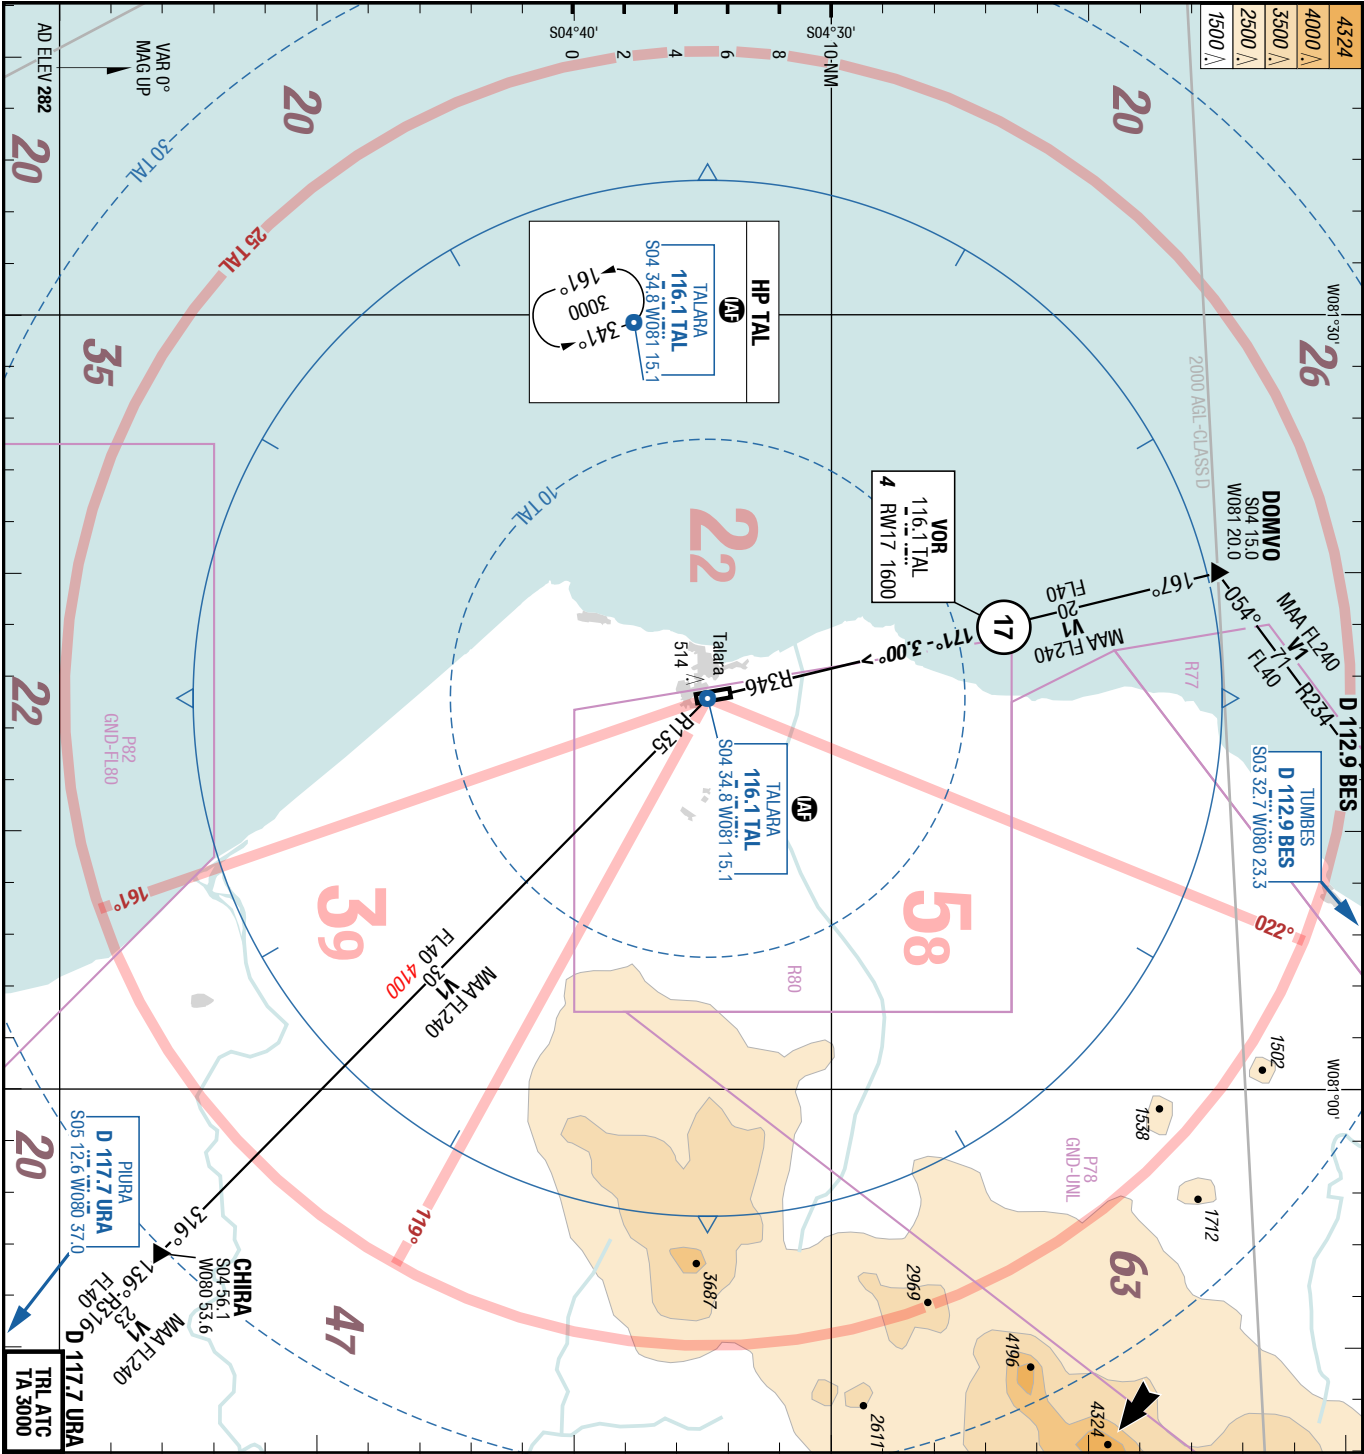 4324
4000
3500
2500
1500
AD ELEV 282
VAR 0°
MAG UP
S04°40'
S04°30'
0
2
4
6
8
10-NM
W081°30'
W081°00'
20
20
20
26
35
22
22
58
39
63
47
20
30 TAL
25 TAL
10 TAL
2000 AGL-CLASS D
HP TAL
IAF
TALARA
116.1 TAL
S04 34.8 W081 15.1
341°
3000
161°
VOR
116.1 TAL
4 RW17 1600
17
DOMVO
S04 15.0
W081 20.0
167°
MAA FL240
V1
20
FL40
171° - 3.00°
R346
054°
MAA FL240
V1
71
FL40
R234
D 112.9 BES
TUMBES
D 112.9 BES
S03 32.7 W080 23.3
R77
022°
Talara
514
R135
IAF
TALARA
116.1 TAL
S04 34.8 W081 15.1
P82
GND-FL80
161°
R80
MAA FL240
V1
30
FL40
4100
119°
1502
1538
1712
P78
GND-UNL
3687
2969
4196
4324
2611
316°
CHIRA
S04 56.1
W080 53.6
136°
R316
MAA FL240
V1
23
FL40
D 117.7 URA
PIURA
D 117.7 URA
S05 12.6 W080 37.0
TRL ATC
TA 3000